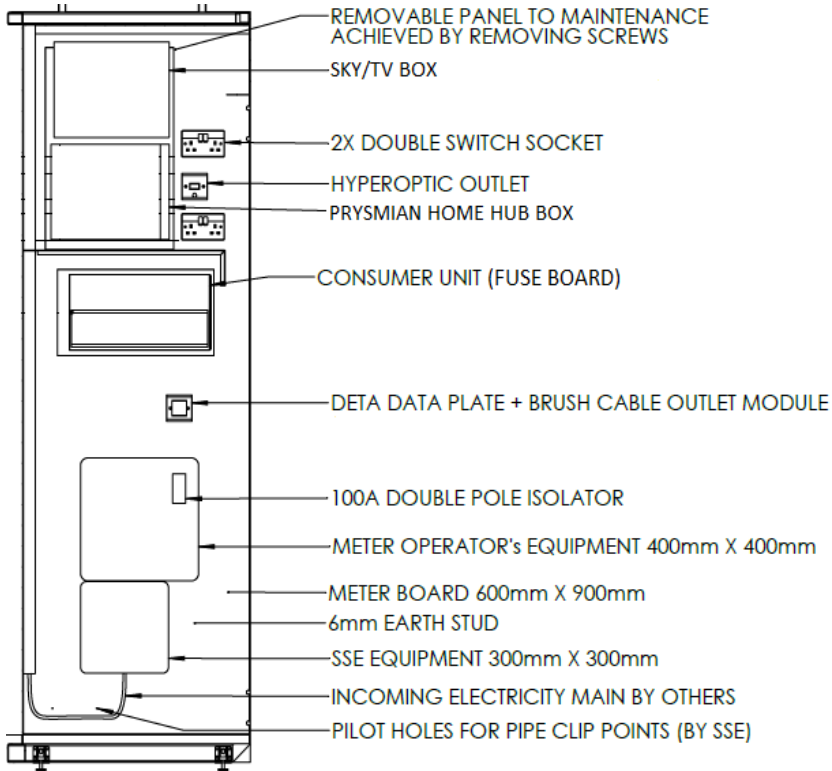 REMOVABLE PANEL TO MAINTENANCE
ACHIEVED BY REMOVING SCREWS
SKY/TV BOX
2X DOUBLE SWITCH SOCKET
HYPEROPTIC OUTLET
PRYSMIAN HOME HUB BOX
CONSUMER UNIT (FUSE BOARD)
DETA DATA PLATE + BRUSH CABLE OUTLET MODULE
100A DOUBLE POLE ISOLATOR
METER OPERATOR's EQUIPMENT 400mm X 400mm
METER BOARD 600mm X 900mm
6mm EARTH STUD
SSE EQUIPMENT 300mm X 300mm
INCOMING ELECTRICITY MAIN BY OTHERS
PILOT HOLES FOR PIPE CLIP POINTS (BY SSE)